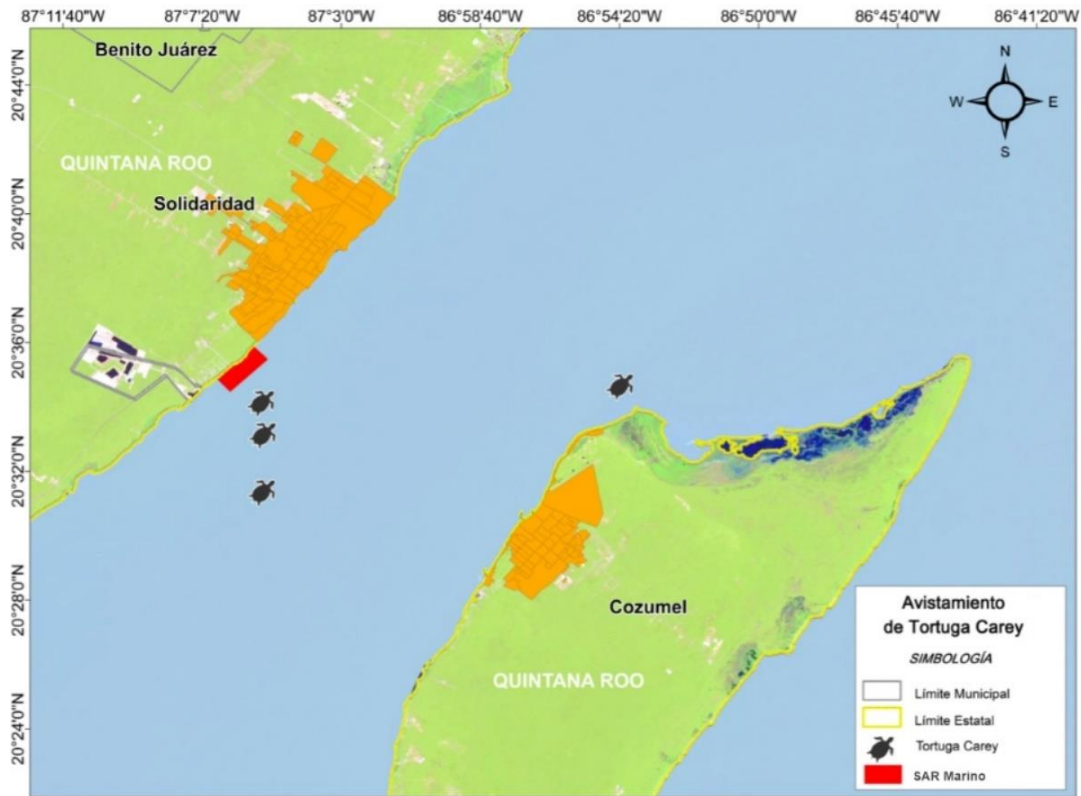 87°11'40"W 87°7'20"W 87°3'0"W 86°58'40"W 86°54'20"W 86°50'0"W 86°45'40"W 86°41'20"W
20°44'0"N
20°40'0"N
20°36'0"N
20°32'0"N
20°28'0"N
20°24'0"N
Benito Juárez
QUINTANA ROO
Solidaridad
N
W E
S
Cozumel
QUINTANA ROO
Avistamiento
de Tortuga Carey
SIMBOLOGÍA
Límite Municipal
Límite Estatal
Tortuga Carey
SAR Marino